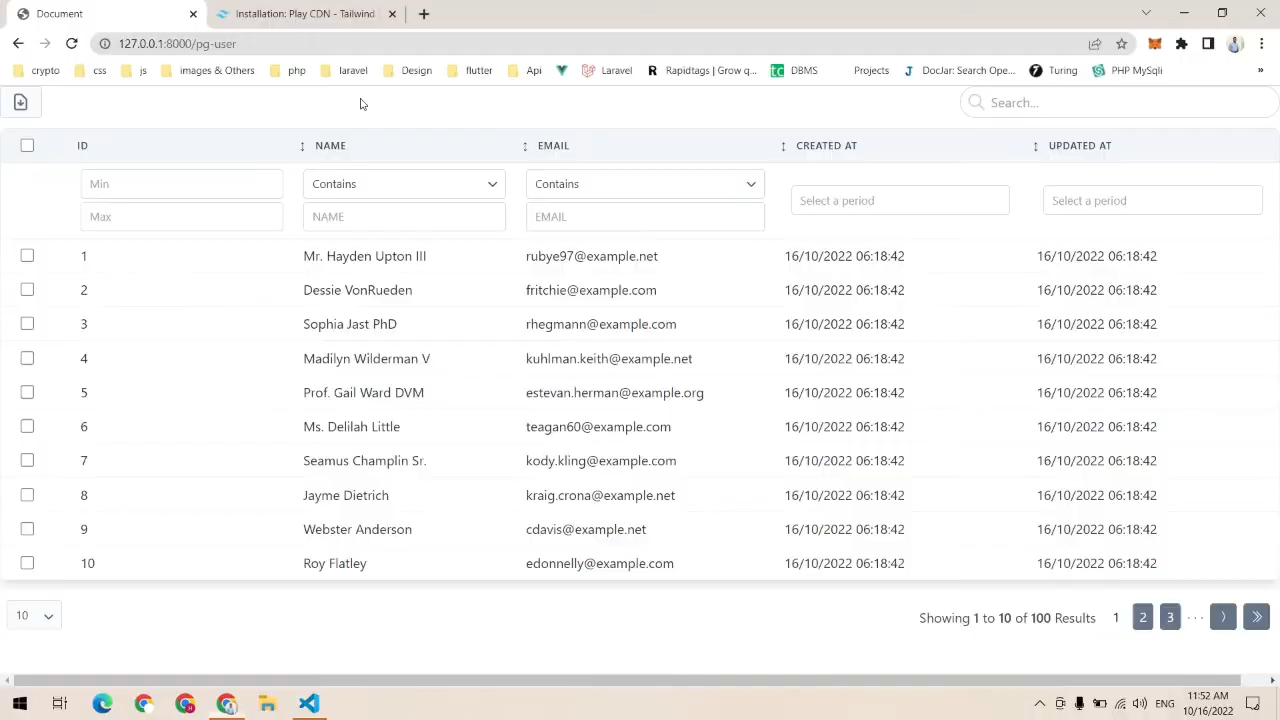 Document
Installation: Play CDN - Tailwind
127.0.0.1:8000/pg-user
crypto css js images & Others php laravel Design flutter Api Laravel Rapidtags | Grow q... DBMS Projects DocJar: Search Ope... Turing PHP MySqli »
Search...
ID NAME EMAIL CREATED AT UPDATED AT
Min Contains Contains Select a period Select a period
Max NAME EMAIL
1 Mr. Hayden Upton III rubye97@example.net 16/10/2022 06:18:42 16/10/2022 06:18:42
2 Dessie VonRueden fritchie@example.com 16/10/2022 06:18:42 16/10/2022 06:18:42
3 Sophia Jast PhD rhegmann@example.com 16/10/2022 06:18:42 16/10/2022 06:18:42
4 Madilyn Wilderman V kuhlman.keith@example.net 16/10/2022 06:18:42 16/10/2022 06:18:42
5 Prof. Gail Ward DVM estevan.herman@example.org 16/10/2022 06:18:42 16/10/2022 06:18:42
6 Ms. Delilah Little teagan60@example.com 16/10/2022 06:18:42 16/10/2022 06:18:42
7 Seamus Champlin Sr. kody.kling@example.com 16/10/2022 06:18:42 16/10/2022 06:18:42
8 Jayme Dietrich kraig.crona@example.net 16/10/2022 06:18:42 16/10/2022 06:18:42
9 Webster Anderson cdavis@example.net 16/10/2022 06:18:42 16/10/2022 06:18:42
10 Roy Flatley edonnelly@example.com 16/10/2022 06:18:42 16/10/2022 06:18:42
10 Showing 1 to 10 of 100 Results 1 2 3 ... ⟩ »
ENG 11:52 AM
10/16/2022